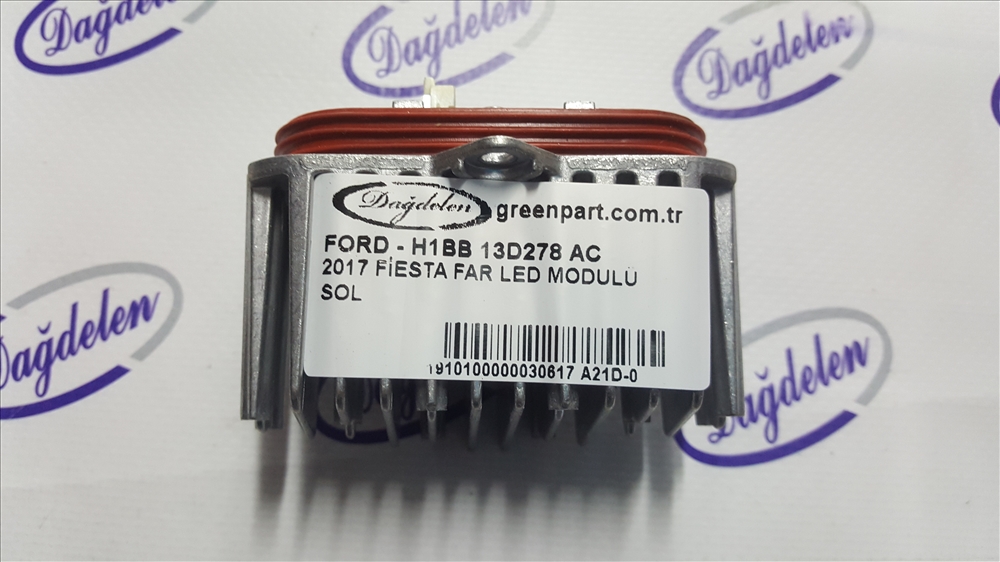 Dağdelen
Dağdelen
Dağdelen
Dağdelen greenpart.com.tr
FORD - H1BB 13D278 AC
2017 FİESTA FAR LED MODULÜ
SOL
1910100000030617 A21D-0
Dağdelen
Dağdelen